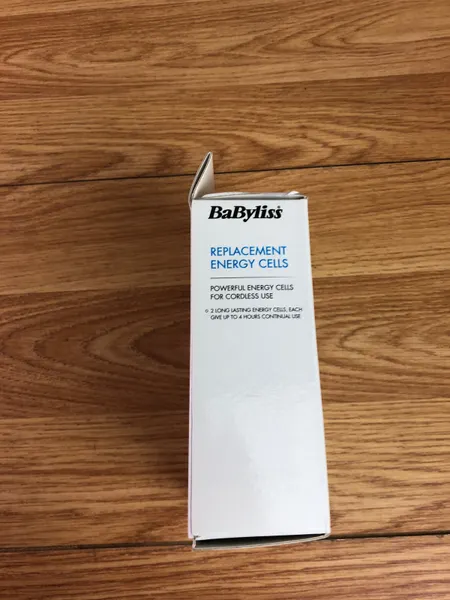 BaByliss
REPLACEMENT
ENERGY CELLS
POWERFUL ENERGY CELLS
FOR CORDLESS USE
2 LONG LASTING ENERGY CELLS, EACH
GIVE UP TO 4 HOURS CONTINUAL USE